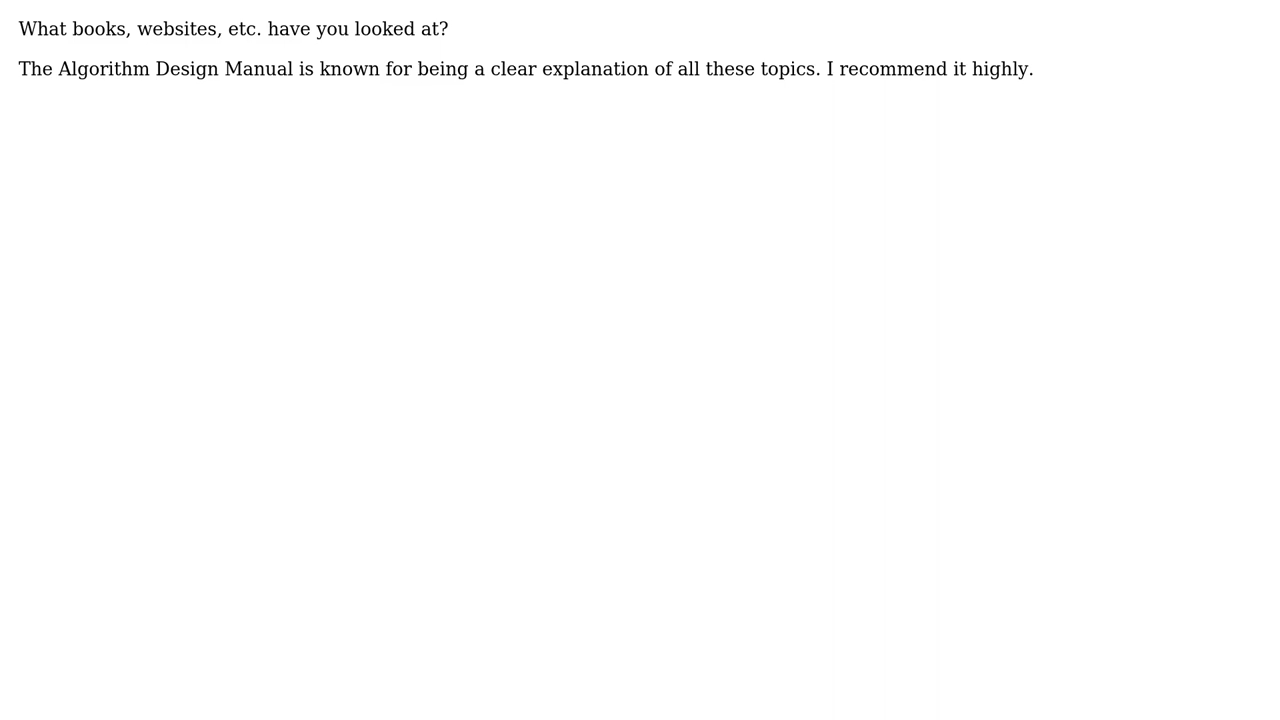 What books, websites, etc. have you looked at?
The Algorithm Design Manual is known for being a clear explanation of all these topics. I recommend it highly.